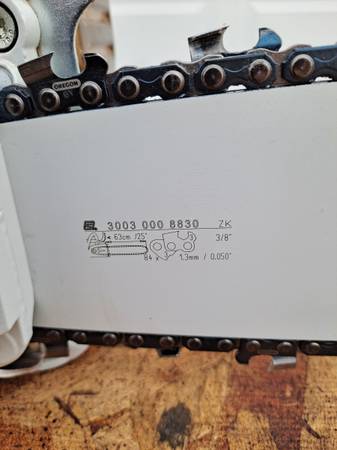 OREGON
3003 000 8830 ZK
63cm /25" 3/8"
84 x 1.3mm / 0.050"